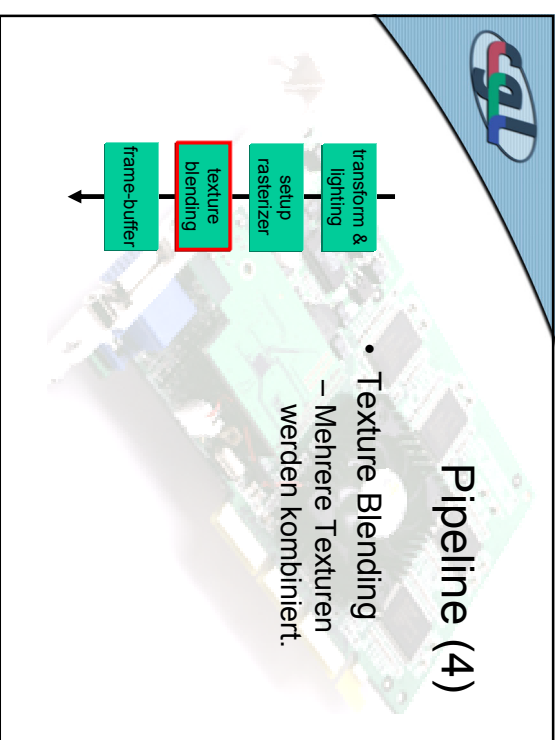 Pipeline (4)
transform &
lighting
setup
rasterizer
texture
blending
frame-buffer
• Texture Blending
– Mehrere Texturen
werden kombiniert.